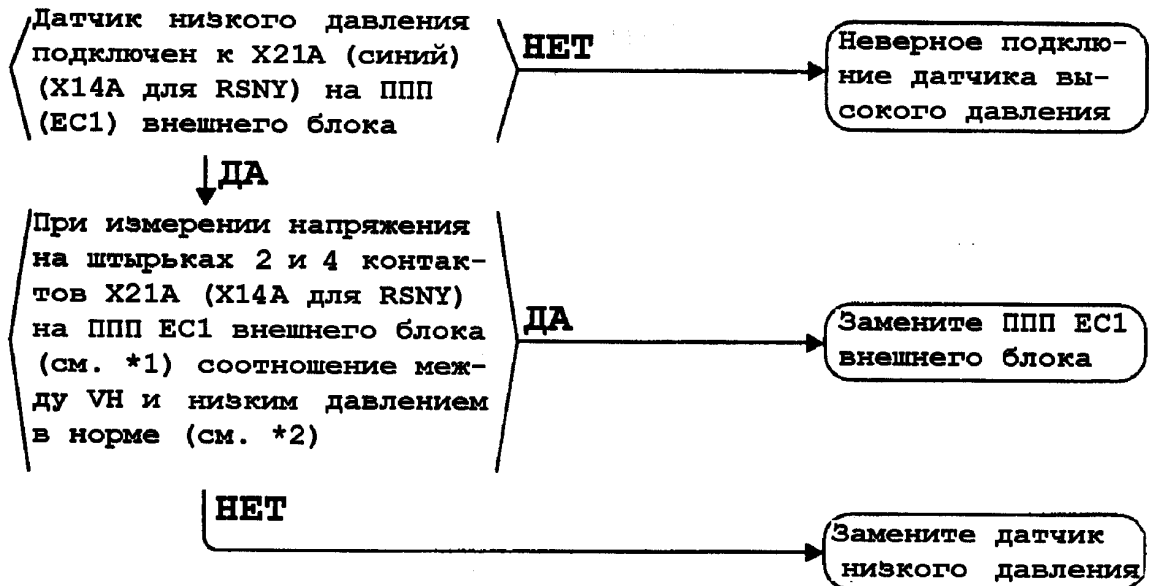 Датчик низкого давления
подключен к X21A (синий)
(X14A для RSNY) на ППП
(EC1) внешнего блока
НЕТ
Неверное подклю-
ние датчика вы-
сокого давления
ДА
При измерении напряжения
на штырьках 2 и 4 контак-
тов X21A (X14A для RSNY)
на ППП EC1 внешнего блока
(см. *1) соотношение меж-
ду VH и низким давлением
в норме (см. *2)
ДА
Замените ППП EC1
внешнего блока
НЕТ
Замените датчик
низкого давления